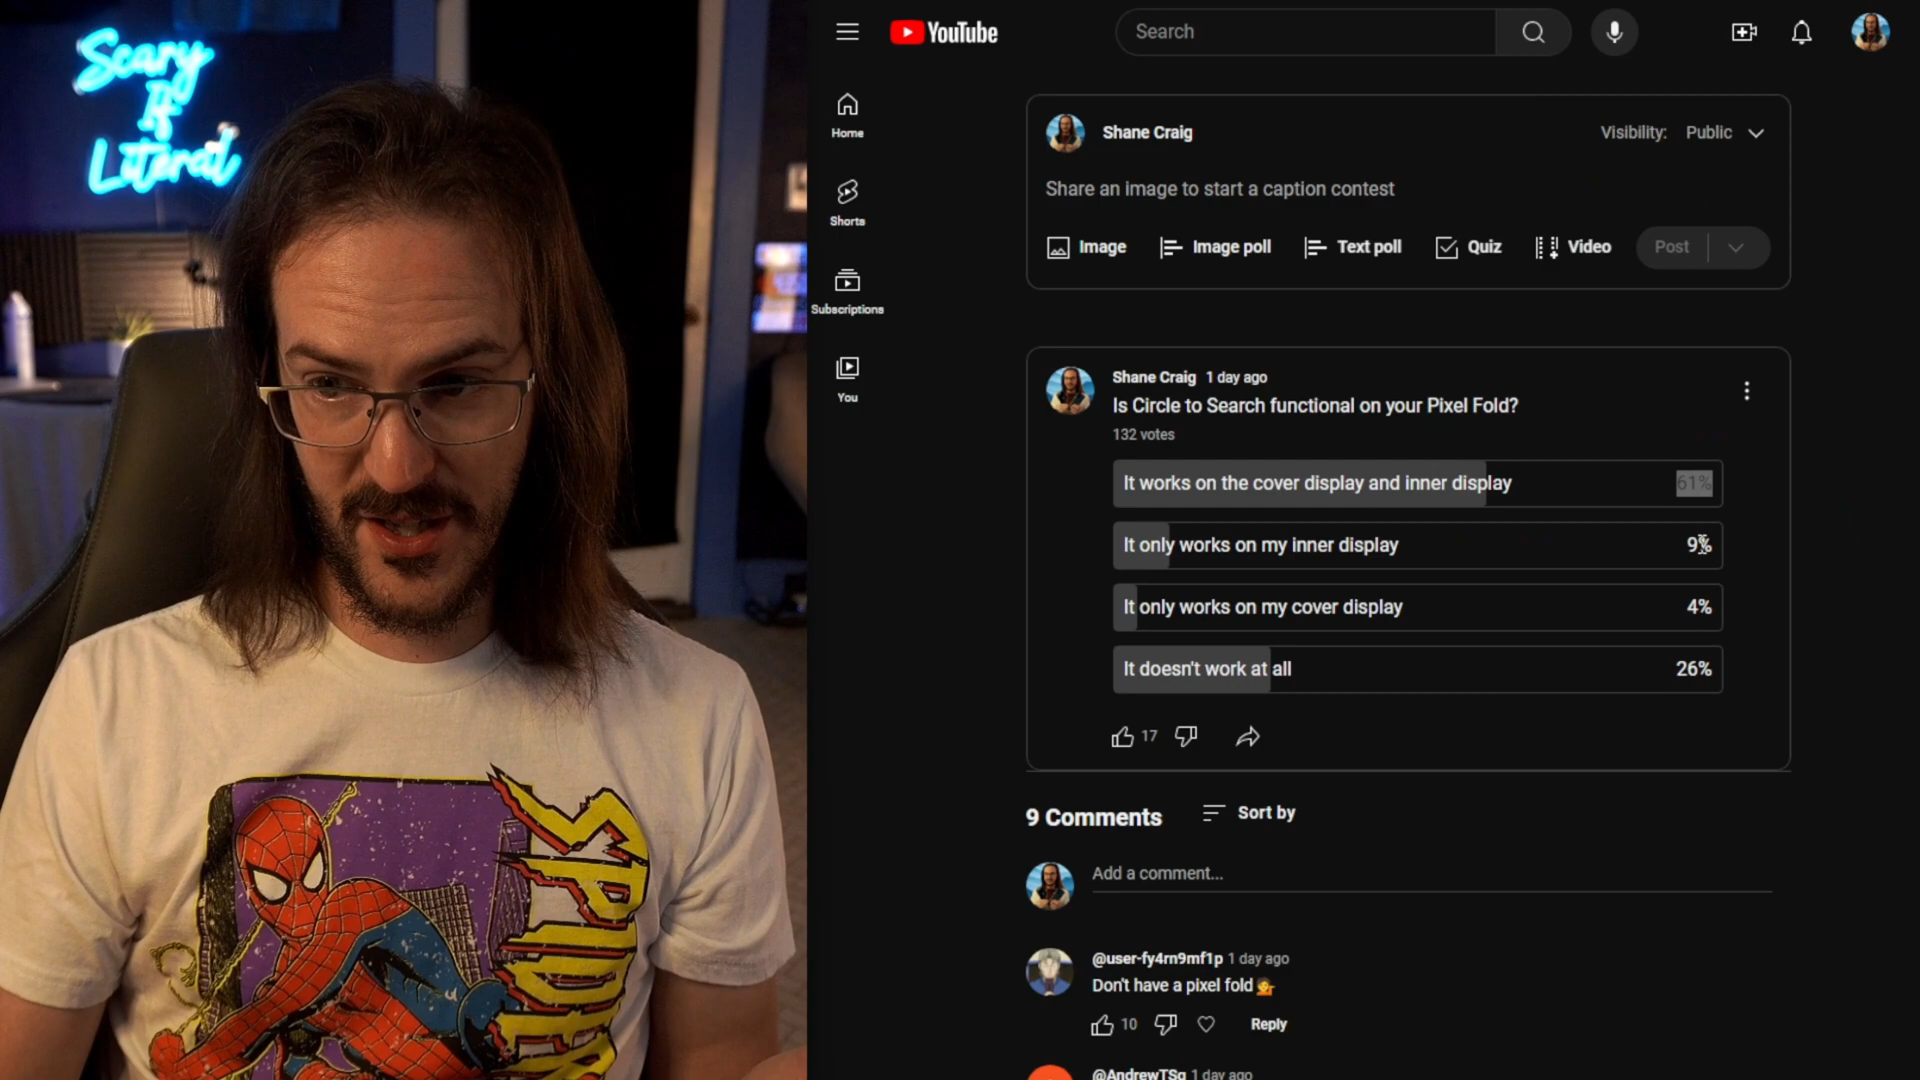 Scary
Is
Literal
SPIDER
YouTube
Search
Home
Shorts
Subscriptions
You
Shane Craig
Visibility: Public
Share an image to start a caption contest
Image
Image poll
Text poll
Quiz
Video
Post
Shane Craig 1 day ago
Is Circle to Search functional on your Pixel Fold?
132 votes
It works on the cover display and inner display 61%
It only works on my inner display 9%
It only works on my cover display 4%
It doesn't work at all 26%
17
9 Comments
Sort by
Add a comment...
@user-fy4rn9mf1p 1 day ago
Don't have a pixel fold💁
10
Reply
@AndrewTSq 1 day ago